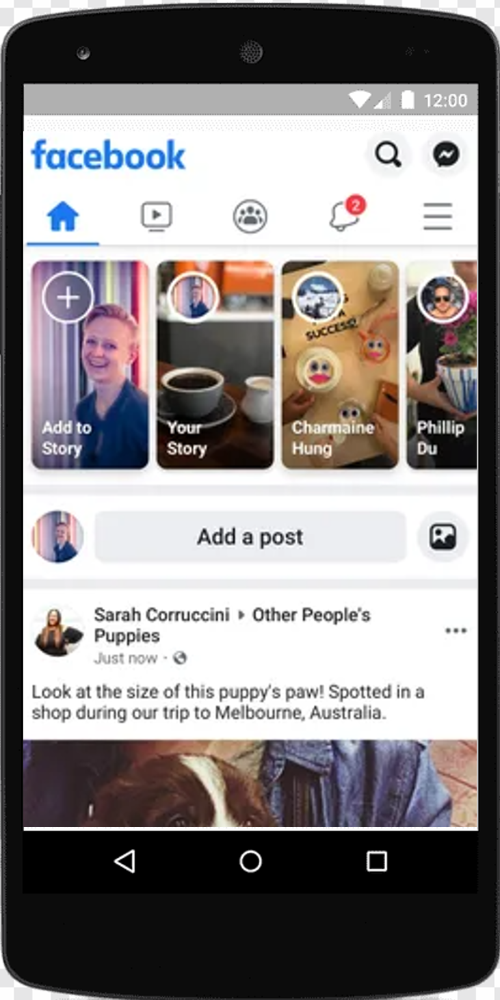 12:00
facebook
2
SUCCESS!
Add to
Story
Your
Story
Charmaine
Hung
Phillip
Du
Add a post
Sarah Corruccini ▸ Other People's
Puppies
Just now ·
Look at the size of this puppy's paw! Spotted in a
shop during our trip to Melbourne, Australia.